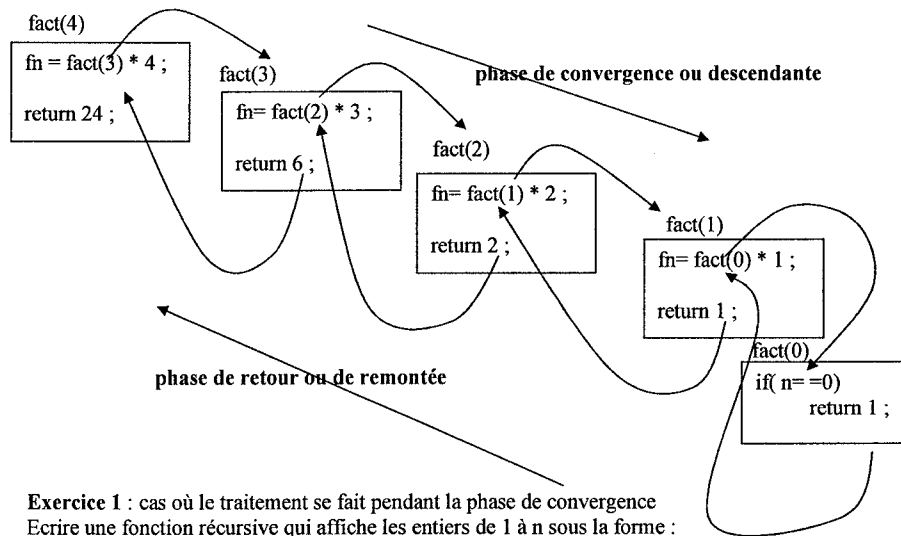 fact(4)
fn = fact(3) * 4 ;
return 24 ;
fact(3)
fn= fact(2) * 3 ;
return 6 ;
phase de convergence ou descendante
fact(2)
fn= fact(1) * 2 ;
return 2 ;
fact(1)
fn= fact(0) * 1 ;
return 1 ;
fact(0)
if( n= =0)
return 1 ;
phase de retour ou de remontée
Exercice 1 : cas où le traitement se fait pendant la phase de convergence
Ecrire une fonction récursive qui affiche les entiers de 1 à n sous la forme :